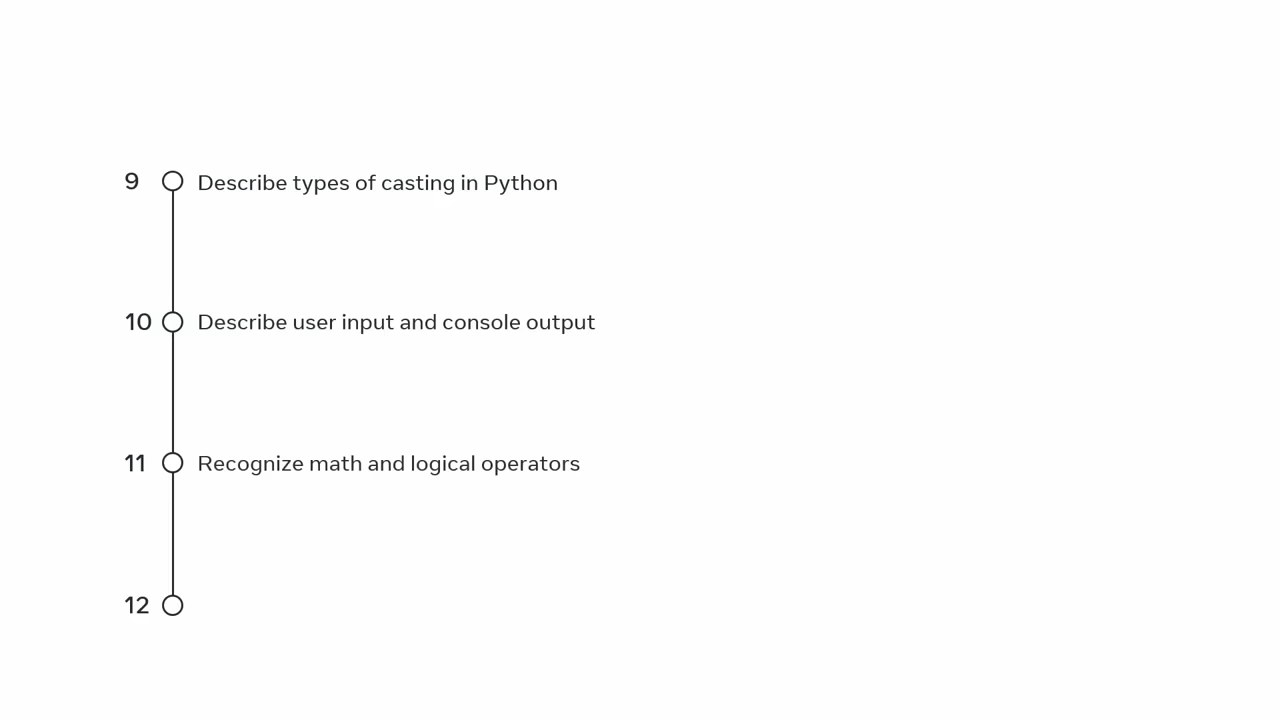 9 Describe types of casting in Python
10 Describe user input and console output
11 Recognize math and logical operators
12